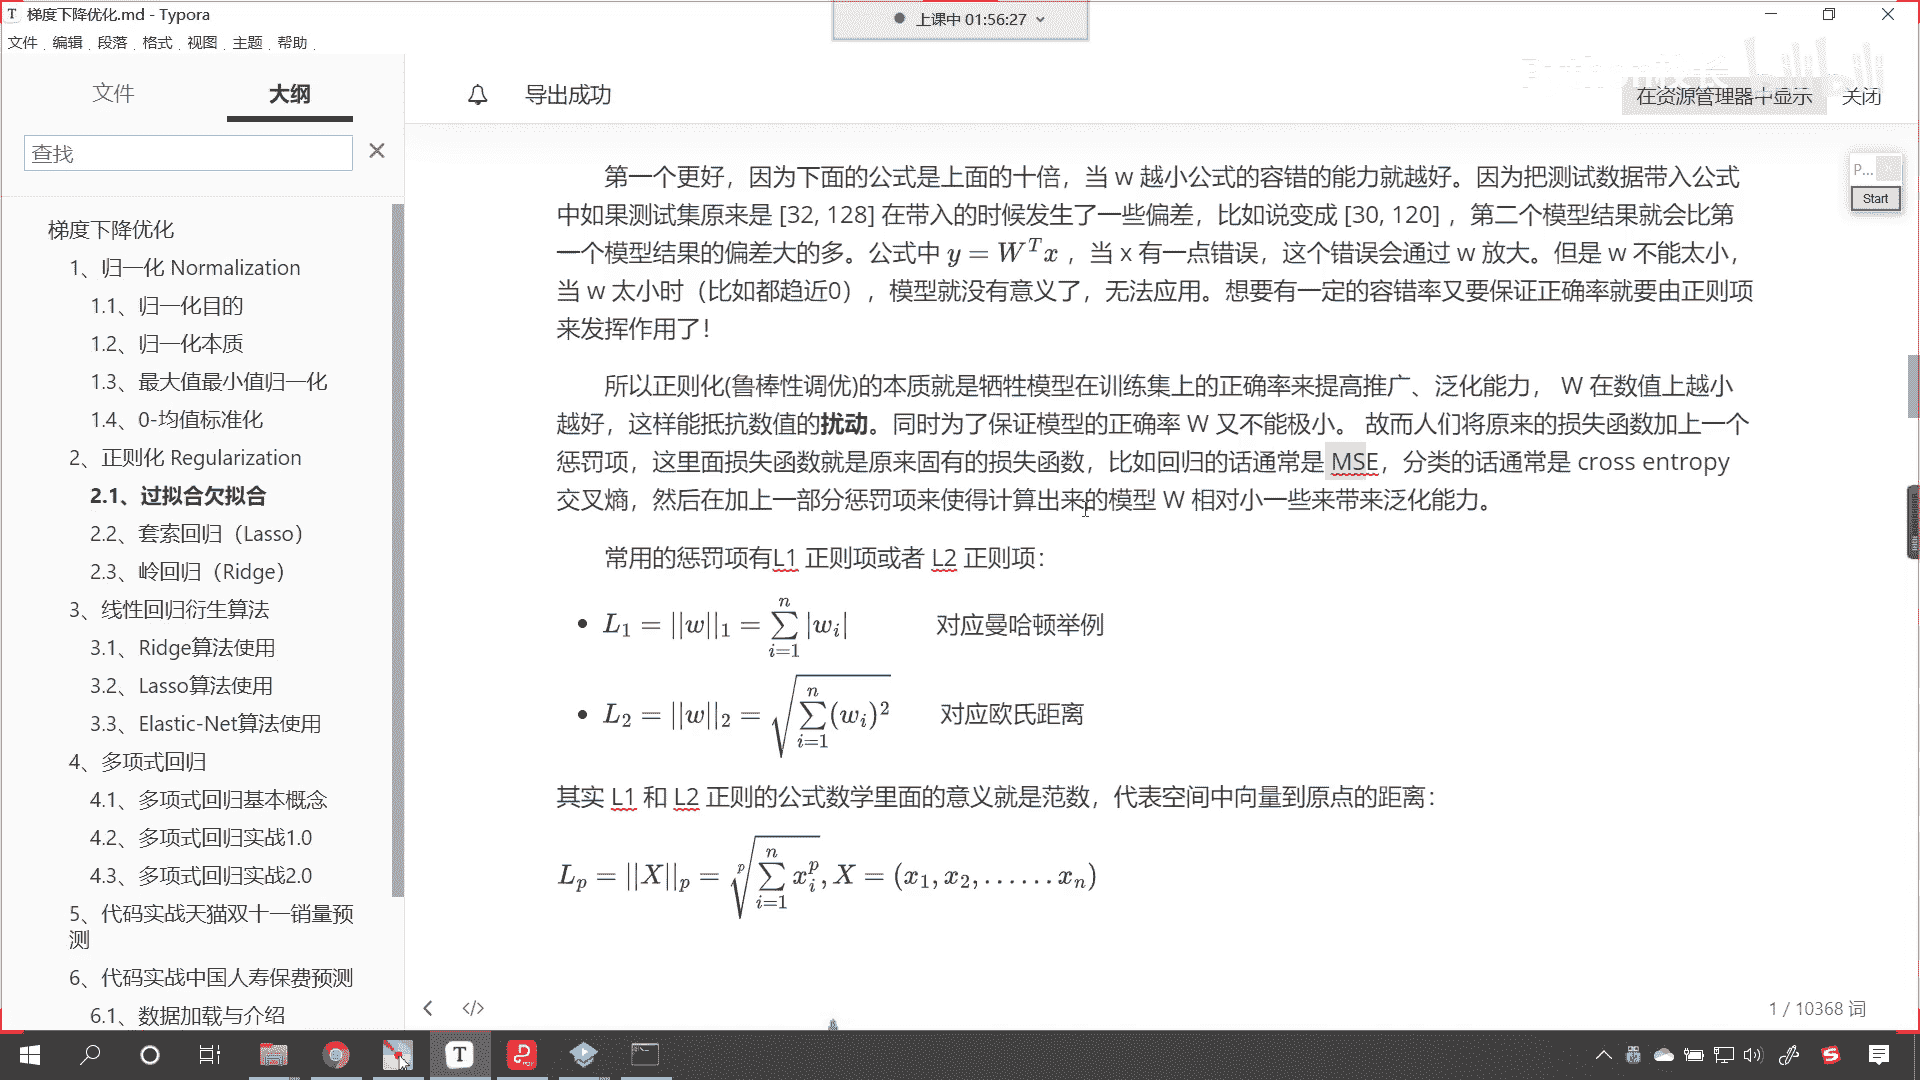 梯度下降优化.md - Typora
上课中 01:56:27
文件 编辑 段落 格式 视图 主题 帮助
文件 大纲
查找
导出成功
在资源管理器中显示 关闭
P...
Start
梯度下降优化
1、归一化 Normalization
1.1、归一化目的
1.2、归一化本质
1.3、最大值最小值归一化
1.4、0-均值标准化
2、正则化 Regularization
2.1、过拟合欠拟合
2.2、套索回归（Lasso）
2.3、岭回归（Ridge）
3、线性回归衍生算法
3.1、Ridge算法使用
3.2、Lasso算法使用
3.3、Elastic-Net算法使用
4、多项式回归
4.1、多项式回归基本概念
4.2、多项式回归实战1.0
4.3、多项式回归实战2.0
5、代码实战天猫双十一销量预
测
6、代码实战中国人寿保费预测
6.1、数据加载与介绍
第一个更好，因为下面的公式是上面的十倍，当 w 越小公式的容错的能力就越好。因为把测试数据带入公式
中如果测试集原来是 [32, 128] 在带入的时候发生了一些偏差，比如说变成 [30, 120] ，第二个模型结果就会比第
一个模型结果的偏差大的多。公式中 y = W^T x ，当 x 有一点错误，这个错误会通过 w 放大。但是 w 不能太小，
当 w 太小时（比如都趋近0），模型就没有意义了，无法应用。想要有一定的容错率又要保证正确率就要由正则项
来发挥作用了！
所以正则化(鲁棒性调优)的本质就是牺牲模型在训练集上的正确率来提高推广、泛化能力， W 在数值上越小
越好，这样能抵抗数值的扰动。同时为了保证模型的正确率 W 又不能极小。 故而人们将原来的损失函数加上一个
惩罚项，这里面损失函数就是原来固有的损失函数，比如回归的话通常是 MSE，分类的话通常是 cross entropy
交叉熵，然后在加上一部分惩罚项来使得计算出来的模型 W 相对小一些来带来泛化能力。
常用的惩罚项有L1 正则项或者 L2 正则项：
• L_1 = ||w||_1 = \sum_{i=1}^{n} |w_i| 对应曼哈顿举例
• L_2 = ||w||_2 = \sqrt{\sum_{i=1}^{n} (w_i)^2} 对应欧氏距离
其实 L1 和 L2 正则的公式数学里面的意义就是范数，代表空间中向量到原点的距离：
L_p = ||X||_p = \sqrt[p]{\sum_{i=1}^{n} x_i^p}, X = (x_1, x_2, ...... x_n)
1 / 10368 词